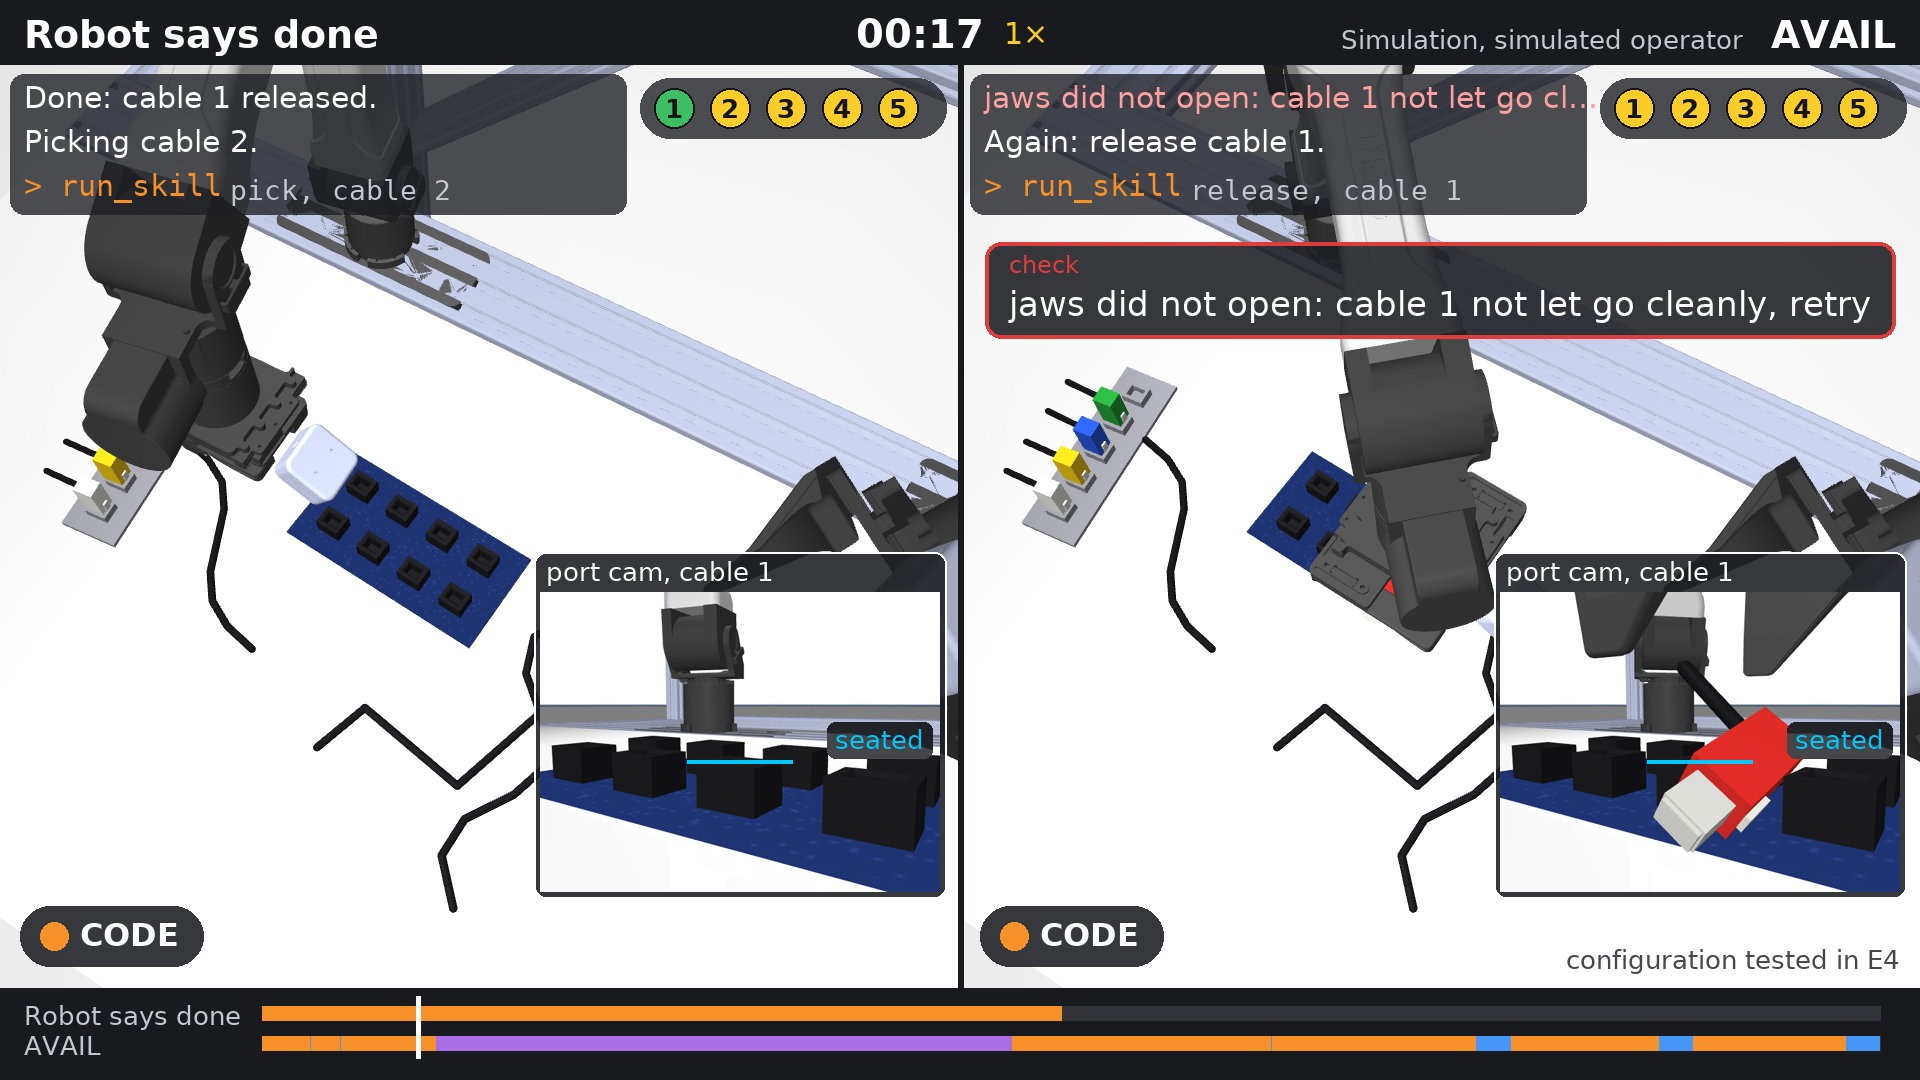 Robot says done
00:17 1×
Simulation, simulated operator AVAIL
Done: cable 1 released.
Picking cable 2.
> run_skill pick, cable 2
1 2 3 4 5
jaws did not open: cable 1 not let go cl...
Again: release cable 1.
> run_skill release, cable 1
1 2 3 4 5
check
jaws did not open: cable 1 not let go cleanly, retry
port cam, cable 1
seated
port cam, cable 1
seated
CODE
CODE
configuration tested in E4
Robot says done
AVAIL